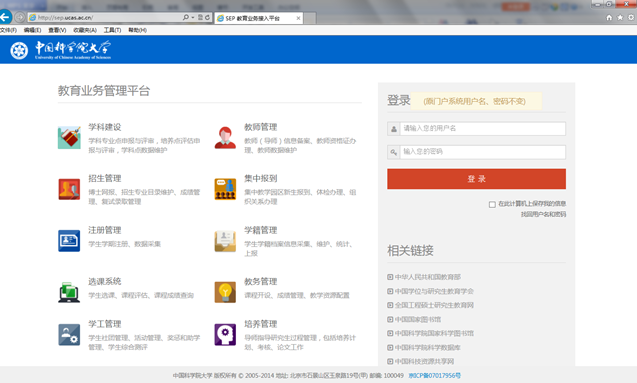 http://sep.ucas.ac.cn/
SEP 教育业务接入平台
文件(F) 编辑(E) 查看(V) 收藏夹(A) 工具(T) 帮助(H)
中国科学院大学
University of Chinese Academy of Sciences
教育业务管理平台
学科建设
学科专业点申报与评审，培养点评估申报与评审，学科点数据维护
教师管理
教师（导师）信息备案、教师资格证办理、教师数据维护
招生管理
博士网报、招生专业目录维护、成绩管理、复试录取管理
集中报到
集中教学园区新生报到、体检办理、组织关系办理
注册管理
学生学期注册、数据采集
学籍管理
学生学籍档案信息采集、维护、统计、上报
选课系统
学生选课、课程评估、课程成绩查询
教务管理
课程开设、成绩管理、教学资源配置
学工管理
学生社团管理、活动管理、奖惩和助学管理、学生综合测评
培养管理
导师指导研究生过程管理，包括培养计划、考核、论文工作
登录 (原门户系统用户名、密码不变)
请输入您的用户名
请输入您的密码
登 录
在此计算机上保存我的信息
找回用户名和密码
相关链接
中华人民共和国教育部
中国学位与研究生教育学会
全国工程硕士研究生教育网
中国国家图书馆
中国科学院国家科学图书馆
中国科学院科学数据库
中国科技资源共享网
中国科学院大学 版权所有 © 2005-2014 地址: 北京市石景山区玉泉路19号(甲) 邮编: 100049 京ICP备07017956号